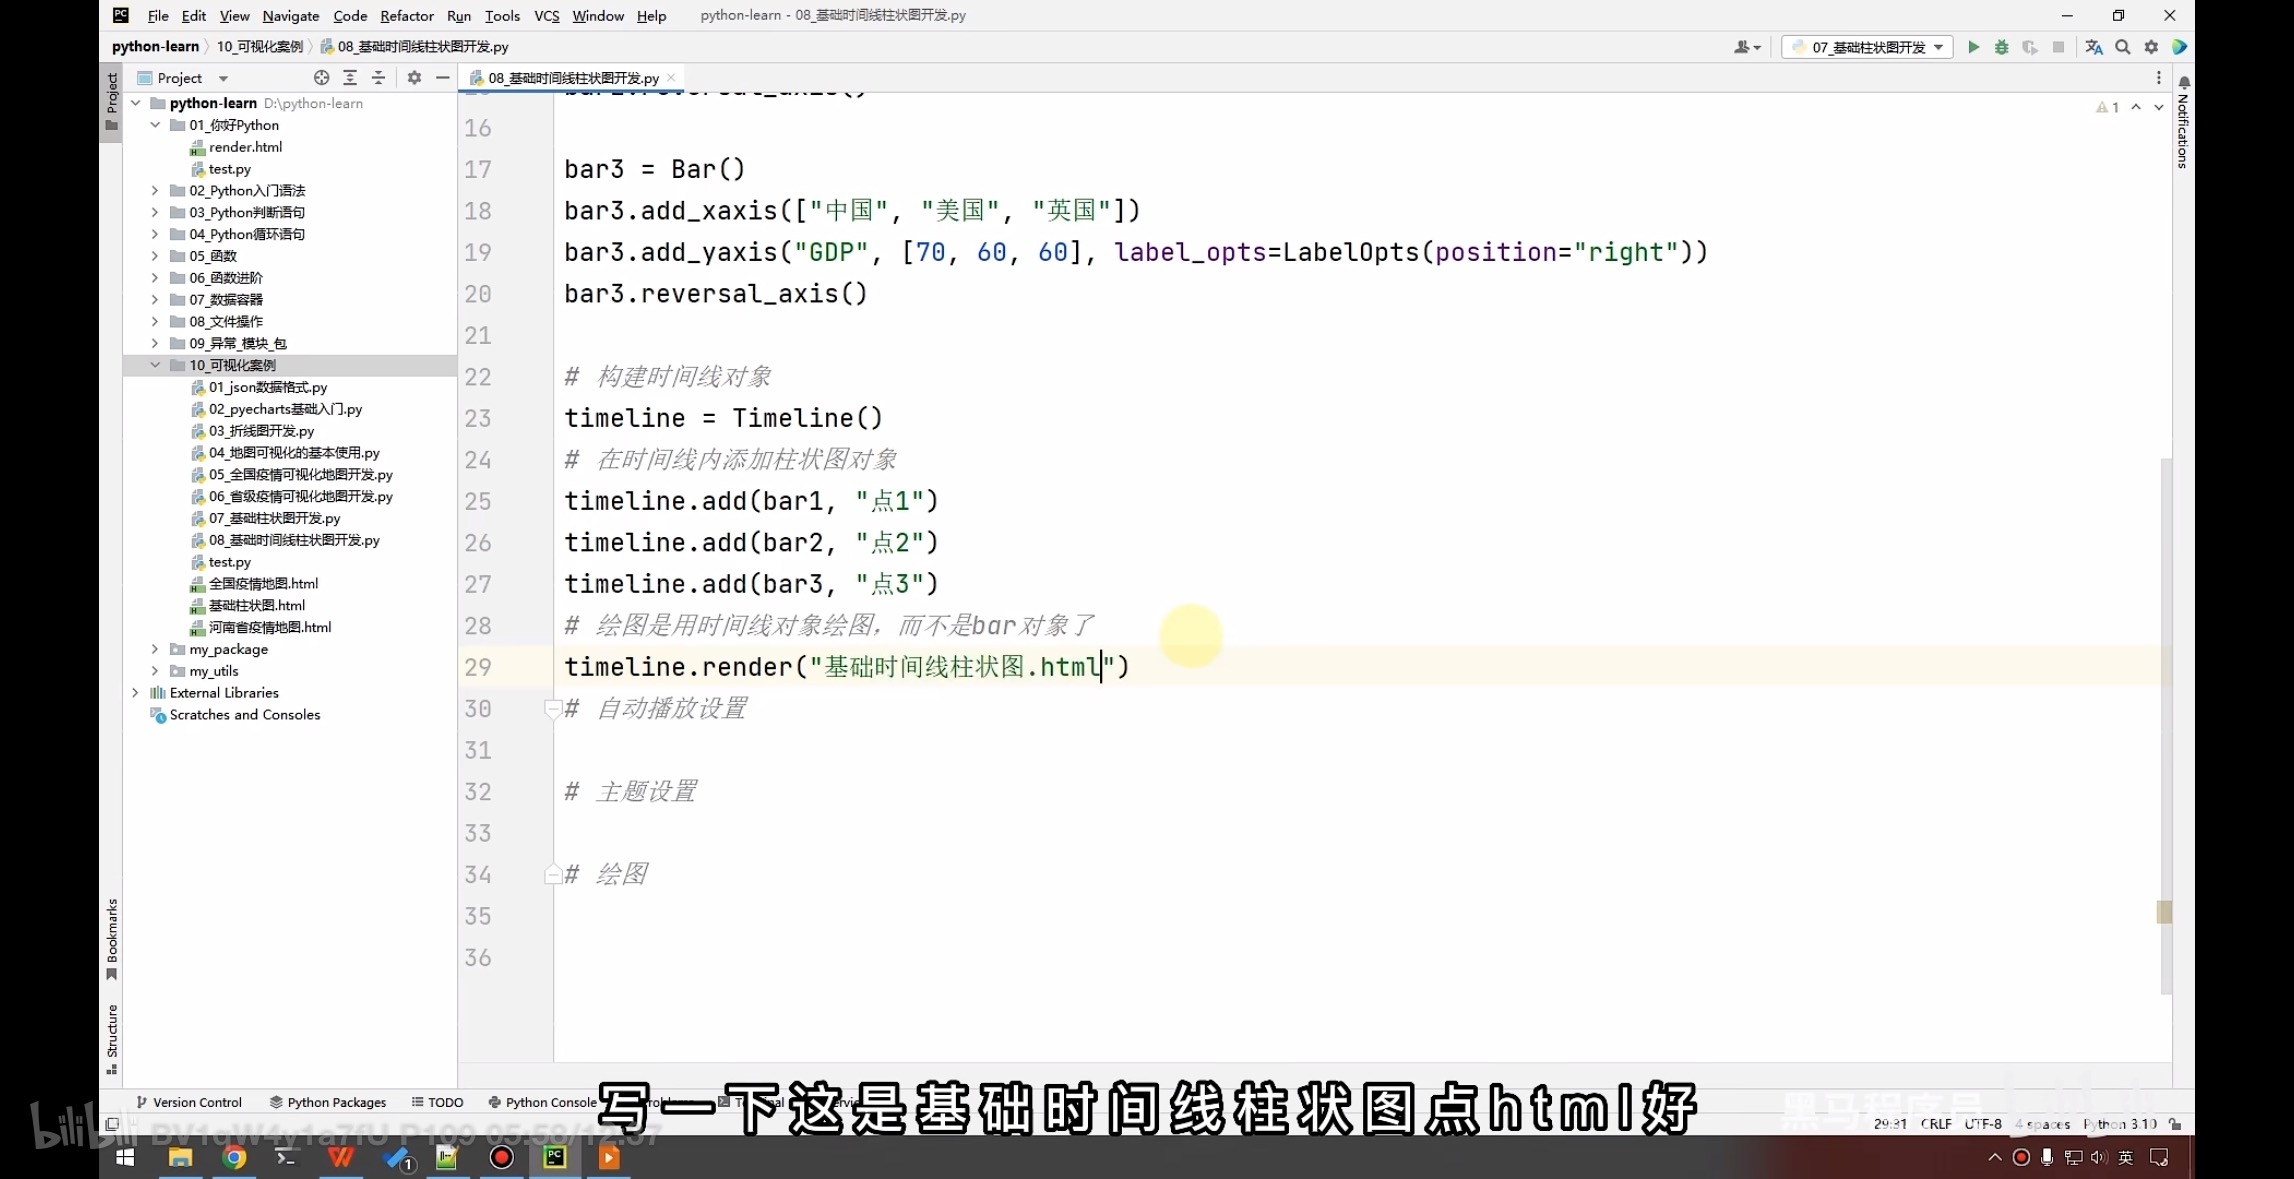 File Edit View Navigate Code Refactor Run Tools VCS Window Help python-learn - 08_基础时间线柱状图开发.py
python-learn 10_可视化案例 08_基础时间线柱状图开发.py 07_基础柱状图开发
Project 08_基础时间线柱状图开发.py
Project
Notifications
1
python-learn D:\python-learn
01_你好Python
render.html
test.py
02_Python入门语法
03_Python判断语句
04_Python循环语句
05_函数
06_函数进阶
07_数据容器
08_文件操作
09_异常_模块_包
10_可视化案例
01_json数据格式.py
02_pyecharts基础入门.py
03_折线图开发.py
04_地图可视化的基本使用.py
05_全国疫情可视化地图开发.py
06_省级疫情可视化地图开发.py
07_基础柱状图开发.py
08_基础时间线柱状图开发.py
test.py
全国疫情地图.html
基础柱状图.html
河南省疫情地图.html
my_package
my_utils
External Libraries
Scratches and Consoles
16
17 bar3 = Bar()
18 bar3.add_xaxis(["中国", "美国", "英国"])
19 bar3.add_yaxis("GDP", [70, 60, 60], label_opts=LabelOpts(position="right"))
20 bar3.reversal_axis()
21
22 # 构建时间线对象
23 timeline = Timeline()
24 # 在时间线内添加柱状图对象
25 timeline.add(bar1, "点1")
26 timeline.add(bar2, "点2")
27 timeline.add(bar3, "点3")
28 # 绘图是用时间线对象绘图，而不是bar对象了
29 timeline.render("基础时间线柱状图.html")
30 # 自动播放设置
31
32 # 主题设置
33
34 # 绘图
35
36
Bookmarks
Structure
Version Control Python Packages TODO Python Console
写一下这是基础时间线柱状图点html好
黑马程序员
bilibili BV1qW4y1a7fU P109 05:58/12:37
29:31 CRLF UTF-8 4 spaces Python 3.10
PC 1 英